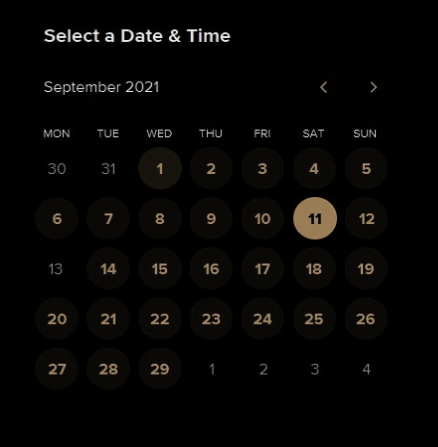 Select a Date & Time
September 2021
MON TUE WED THU FRI SAT SUN
30 31 1 2 3 4 5
6 7 8 9 10 11 12
13 14 15 16 17 18 19
20 21 22 23 24 25 26
27 28 29 1 2 3 4